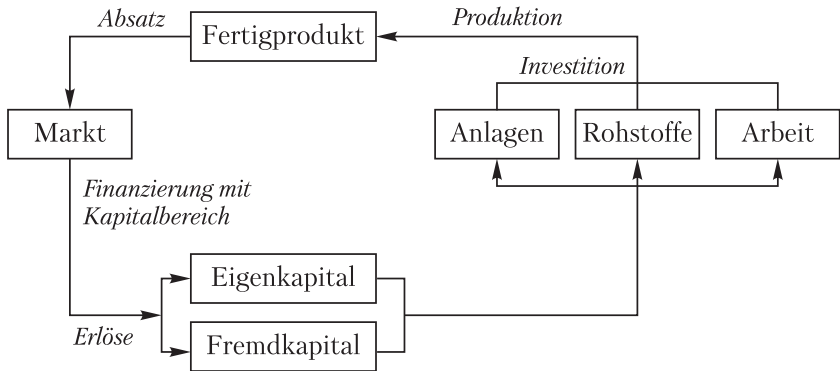 Absatz
Fertigprodukt
Produktion
Investition
Markt
Anlagen
Rohstoffe
Arbeit
Finanzierung mit
Kapitalbereich
Eigenkapital
Erlöse
Fremdkapital